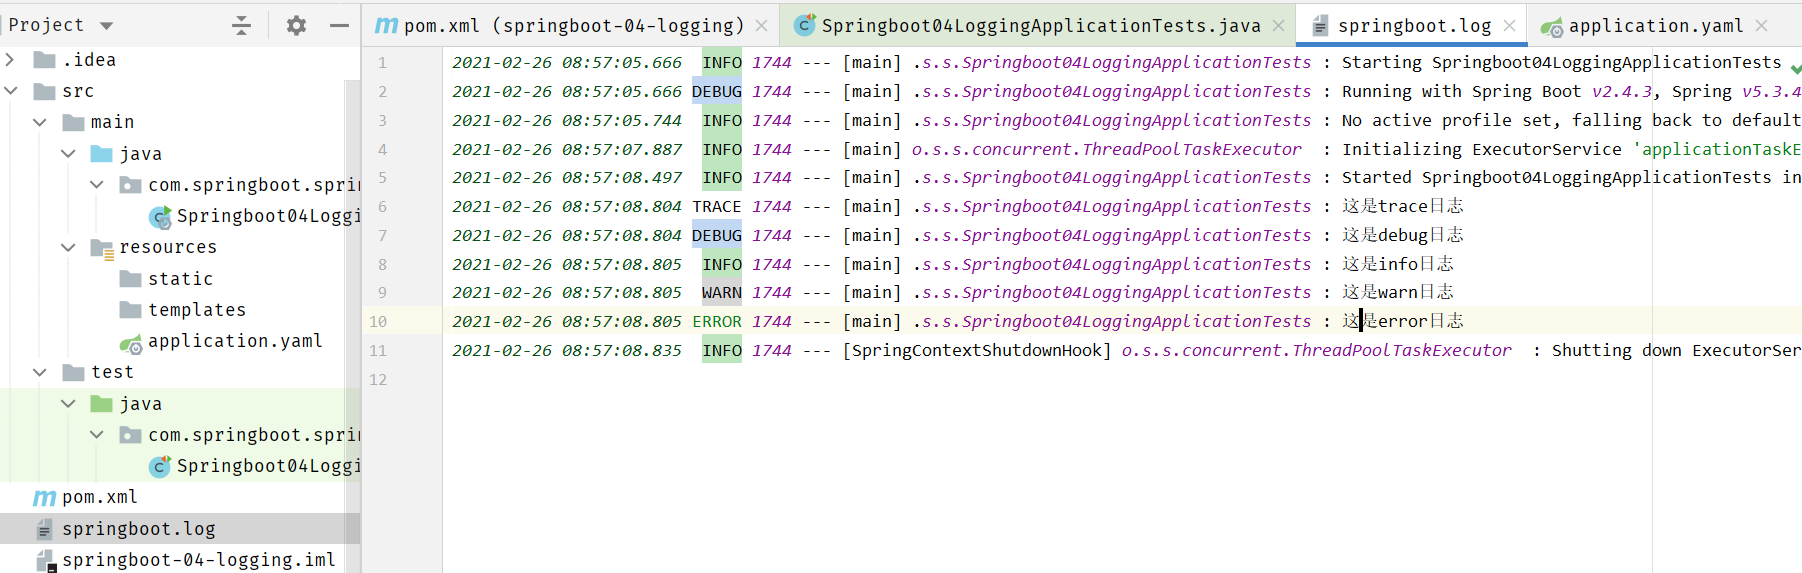 Project
.idea
src
main
java
com.springboot.spri
Springboot04Loggi
resources
static
templates
application.yaml
test
java
com.springboot.spri
Springboot04Loggi
pom.xml
springboot.log
springboot-04-logging.iml
pom.xml (springboot-04-logging)
Springboot04LoggingApplicationTests.java
springboot.log
application.yaml
1 2021-02-26 08:57:05.666 INFO 1744 --- [main] .s.s.Springboot04LoggingApplicationTests : Starting Springboot04LoggingApplicationTests
2 2021-02-26 08:57:05.666 DEBUG 1744 --- [main] .s.s.Springboot04LoggingApplicationTests : Running with Spring Boot v2.4.3, Spring v5.3.4
3 2021-02-26 08:57:05.744 INFO 1744 --- [main] .s.s.Springboot04LoggingApplicationTests : No active profile set, falling back to default
4 2021-02-26 08:57:07.887 INFO 1744 --- [main] o.s.s.concurrent.ThreadPoolTaskExecutor : Initializing ExecutorService 'applicationTaskE
5 2021-02-26 08:57:08.497 INFO 1744 --- [main] .s.s.Springboot04LoggingApplicationTests : Started Springboot04LoggingApplicationTests in
6 2021-02-26 08:57:08.804 TRACE 1744 --- [main] .s.s.Springboot04LoggingApplicationTests : 这是trace日志
7 2021-02-26 08:57:08.804 DEBUG 1744 --- [main] .s.s.Springboot04LoggingApplicationTests : 这是debug日志
8 2021-02-26 08:57:08.805 INFO 1744 --- [main] .s.s.Springboot04LoggingApplicationTests : 这是info日志
9 2021-02-26 08:57:08.805 WARN 1744 --- [main] .s.s.Springboot04LoggingApplicationTests : 这是warn日志
10 2021-02-26 08:57:08.805 ERROR 1744 --- [main] .s.s.Springboot04LoggingApplicationTests : 这是error日志
11 2021-02-26 08:57:08.835 INFO 1744 --- [SpringContextShutdownHook] o.s.s.concurrent.ThreadPoolTaskExecutor : Shutting down ExecutorSer
12